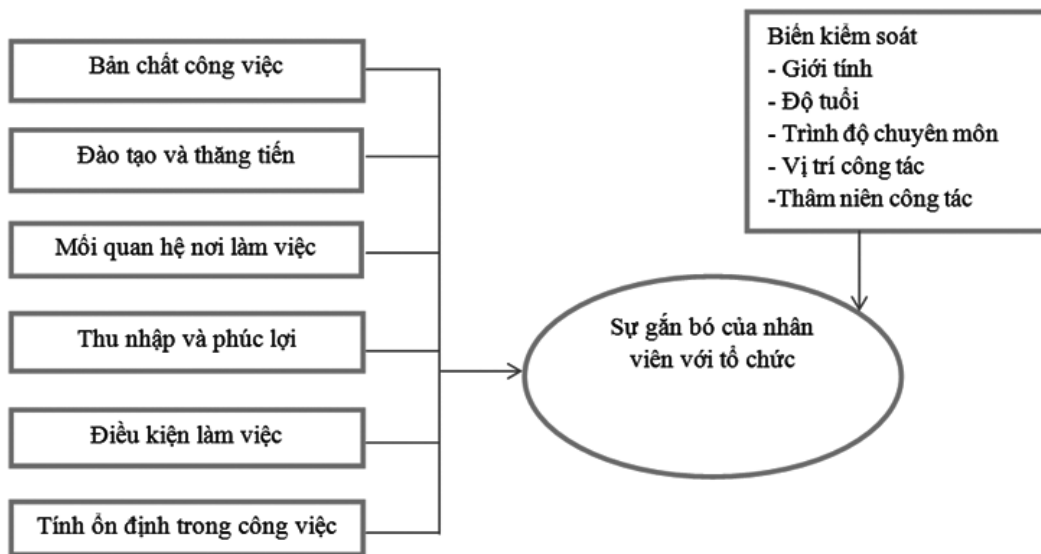 Bản chất công việc
Đào tạo và thăng tiến
Mối quan hệ nơi làm việc
Thu nhập và phúc lợi
Điều kiện làm việc
Tính ổn định trong công việc
Sự gắn bó của nhân
viên với tổ chức
Biến kiểm soát
- Giới tính
- Độ tuổi
- Trình độ chuyên môn
- Vị trí công tác
-Thâm niên công tác